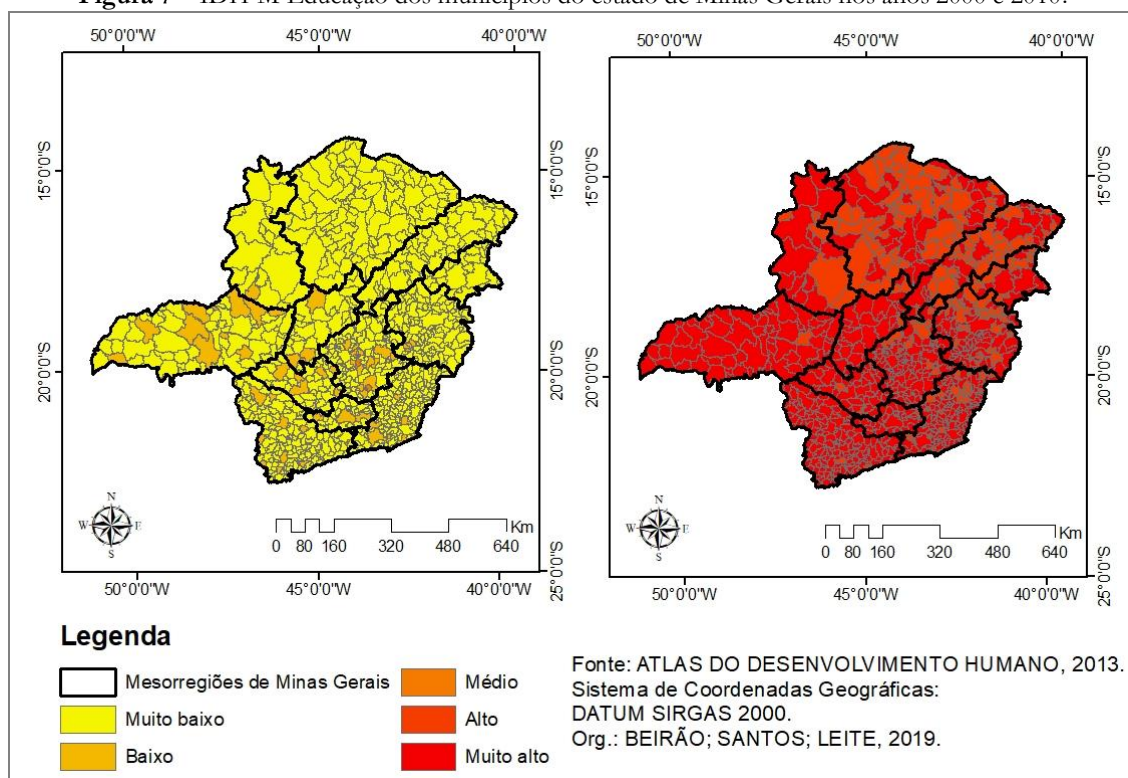 Figura 7 – IDH-M Educação dos municípios do estado de Minas Gerais nos anos 2000 e 2010.
50°0'0"W 45°0'0"W 40°0'0"W
50°0'0"W 45°0'0"W 40°0'0"W
15°0'0"S
15°0'0"S
15°0'0"S
20°0'0"S
20°0'0"S
20°0'0"S
20°0'0"S
25°0'0"S
25°0'0"S
N
W E
S
Km
0 80 160 320 480 640
N
W E
S
Km
0 80 160 320 480 640
50°0'0"W 45°0'0"W 40°0'0"W
50°0'0"W 45°0'0"W 40°0'0"W
Legenda
Mesorregiões de Minas Gerais
Muito baixo
Baixo
Médio
Alto
Muito alto
Fonte: ATLAS DO DESENVOLVIMENTO HUMANO, 2013.
Sistema de Coordenadas Geográficas:
DATUM SIRGAS 2000.
Org.: BEIRÃO; SANTOS; LEITE, 2019.